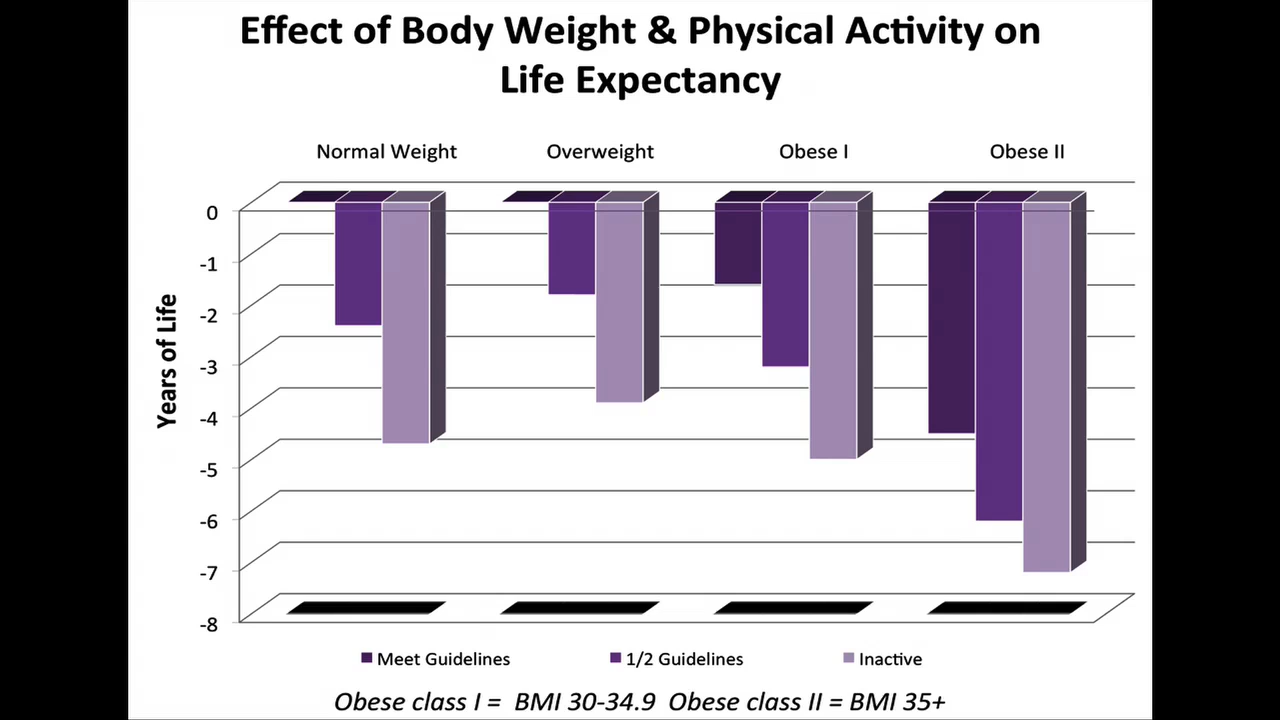 Effect of Body Weight & Physical Activity on
Life Expectancy
Normal Weight
Overweight
Obese I
Obese II
Years of Life
0
-1
-2
-3
-4
-5
-6
-7
-8
Meet Guidelines
1/2 Guidelines
Inactive
Obese class I = BMI 30-34.9 Obese class II = BMI 35+